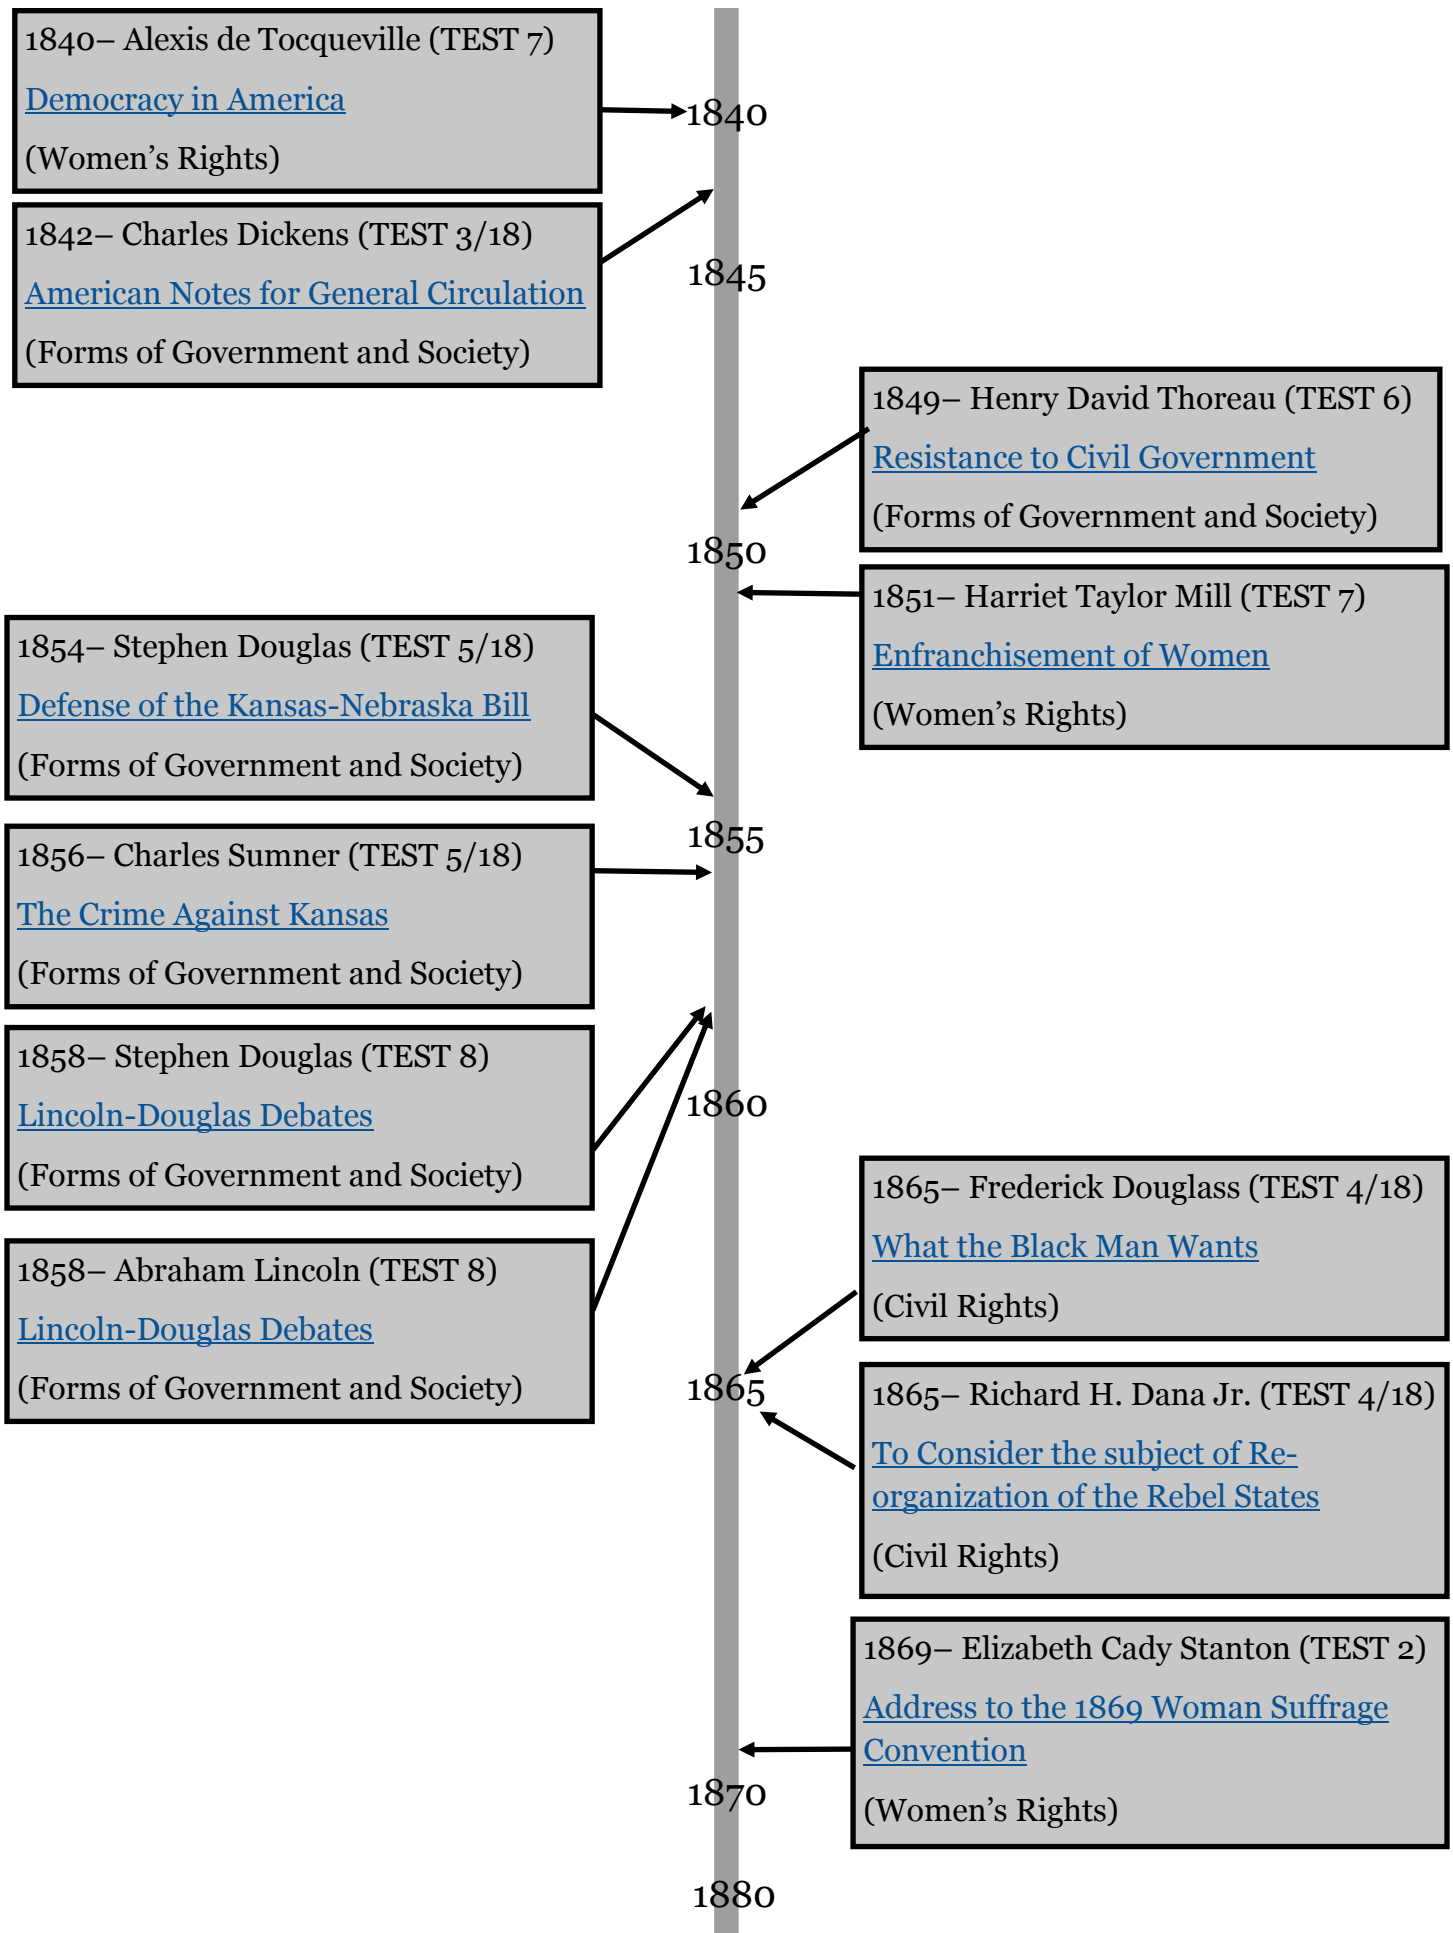 1840– Alexis de Tocqueville (TEST 7)
Democracy in America
(Women’s Rights)
1840
1842– Charles Dickens (TEST 3/18)
American Notes for General Circulation
(Forms of Government and Society)
1845
1849– Henry David Thoreau (TEST 6)
Resistance to Civil Government
(Forms of Government and Society)
1850
1851– Harriet Taylor Mill (TEST 7)
Enfranchisement of Women
(Women’s Rights)
1854– Stephen Douglas (TEST 5/18)
Defense of the Kansas-Nebraska Bill
(Forms of Government and Society)
1855
1856– Charles Sumner (TEST 5/18)
The Crime Against Kansas
(Forms of Government and Society)
1858– Stephen Douglas (TEST 8)
Lincoln-Douglas Debates
(Forms of Government and Society)
1860
1858– Abraham Lincoln (TEST 8)
Lincoln-Douglas Debates
(Forms of Government and Society)
1865– Frederick Douglass (TEST 4/18)
What the Black Man Wants
(Civil Rights)
1865
1865– Richard H. Dana Jr. (TEST 4/18)
To Consider the subject of Re-
organization of the Rebel States
(Civil Rights)
1869– Elizabeth Cady Stanton (TEST 2)
Address to the 1869 Woman Suffrage
Convention
(Women’s Rights)
1870
1880